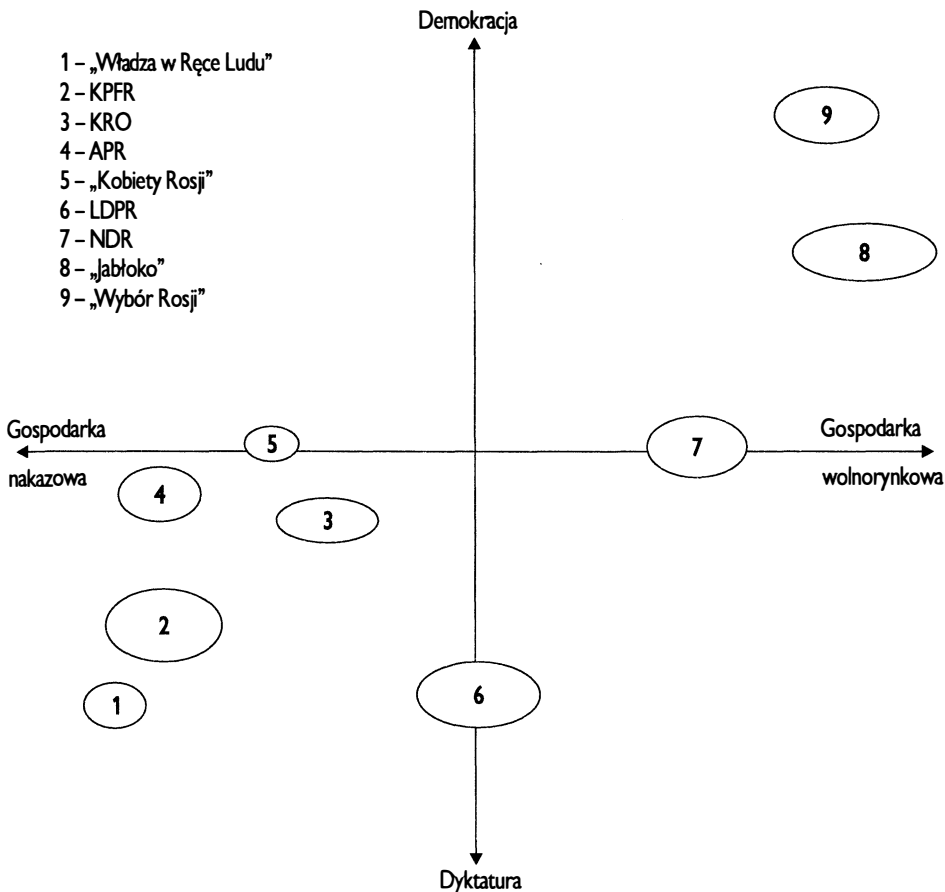 Demokracja
1 – „Władza w Ręce Ludu”
2 – KPFR
3 – KRO
4 – APR
5 – „Kobiety Rosji”
6 – LDPR
7 – NDR
8 – „Jabłoko”
9 – „Wybór Rosji”
9
8
Gospodarka
nakazowa
5
7
Gospodarka
wolnorynkowa
4
3
2
1
6
Dyktatura